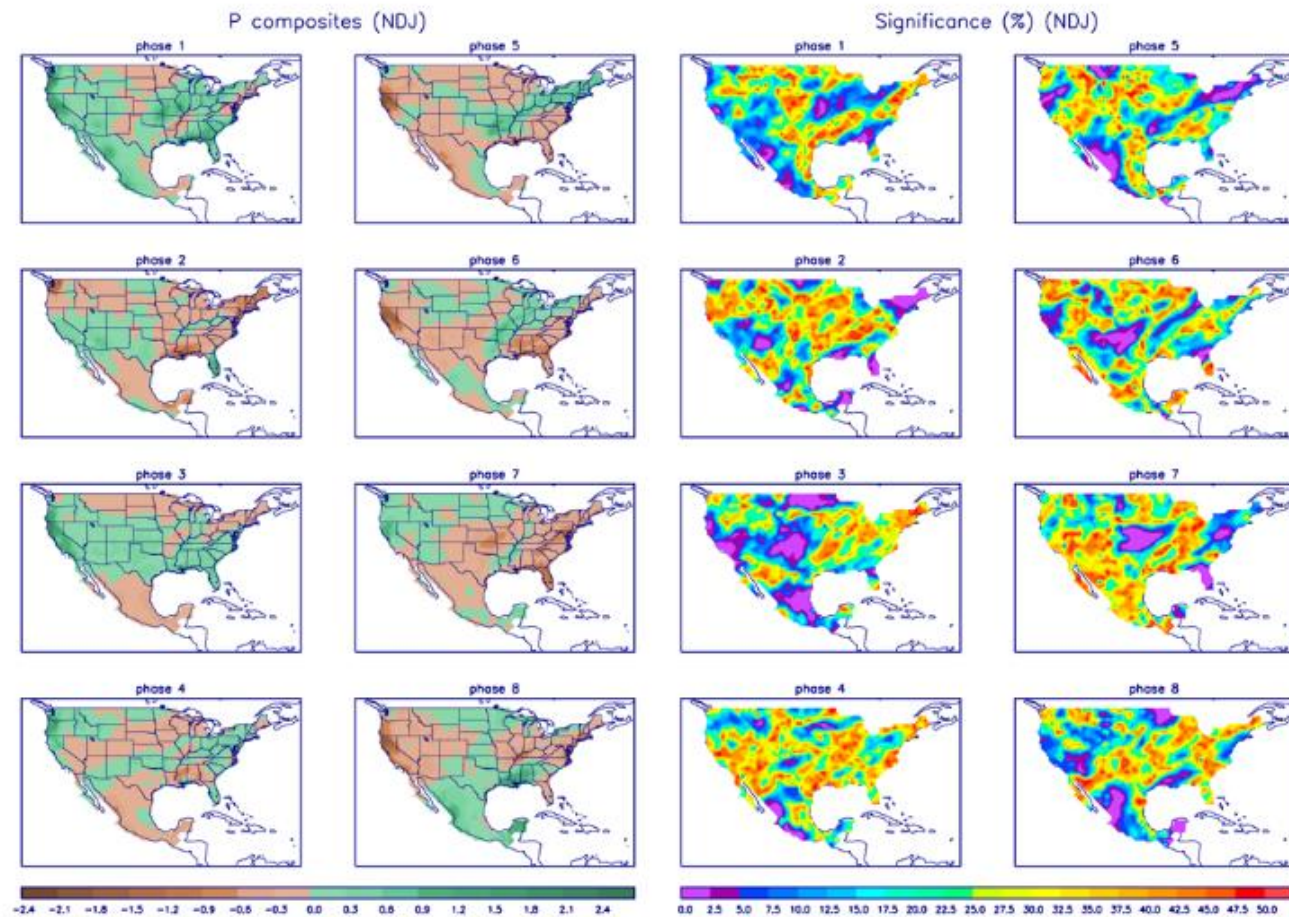 P composites (NDJ) Significance (%) (NDJ)
phase 1 phase 5 phase 1 phase 5
phase 2 phase 6 phase 2 phase 6
phase 3 phase 7 phase 3 phase 7
phase 4 phase 8 phase 4 phase 8
-2.4 -2.1 -1.8 -1.5 -1.2 -0.9 -0.6 -0.3 0.0 0.3 0.6 0.9 1.2 1.5 1.8 2.1 2.4 0.0 2.5 5.0 7.5 10.0 12.5 15.0 17.5 20.0 22.5 25.0 27.5 30.0 32.5 35.0 37.5 40.0 42.5 45.0 47.5 50.0